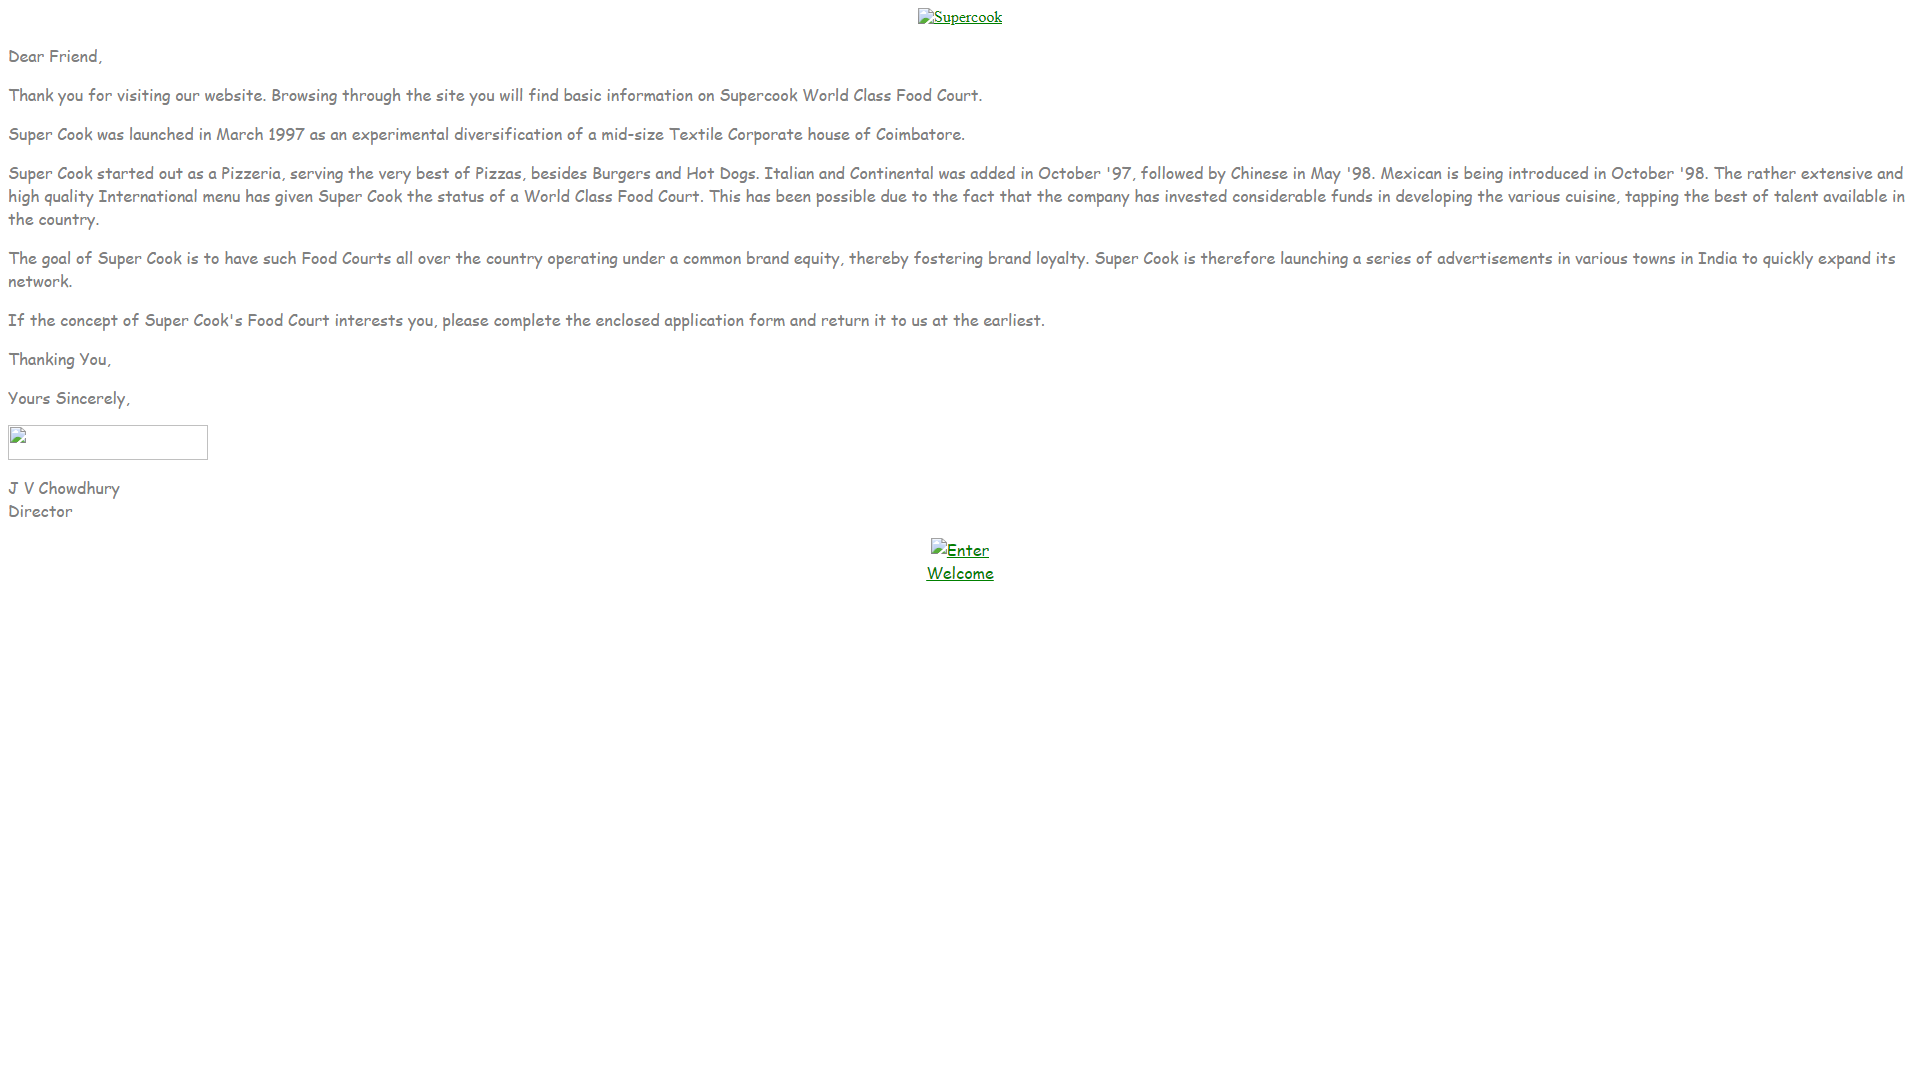 Supercook
Dear Friend,
Thank you for visiting our website. Browsing through the site you will find basic information on Supercook World Class Food Court.
Super Cook was launched in March 1997 as an experimental diversification of a mid-size Textile Corporate house of Coimbatore.
Super Cook started out as a Pizzeria, serving the very best of Pizzas, besides Burgers and Hot Dogs. Italian and Continental was added in October '97, followed by Chinese in May '98. Mexican is being introduced in October '98. The rather extensive and
high quality International menu has given Super Cook the status of a World Class Food Court. This has been possible due to the fact that the company has invested considerable funds in developing the various cuisine, tapping the best of talent available in
the country.
The goal of Super Cook is to have such Food Courts all over the country operating under a common brand equity, thereby fostering brand loyalty. Super Cook is therefore launching a series of advertisements in various towns in India to quickly expand its
network.
If the concept of Super Cook's Food Court interests you, please complete the enclosed application form and return it to us at the earliest.
Thanking You,
Yours Sincerely,
J V Chowdhury
Director
Enter
Welcome